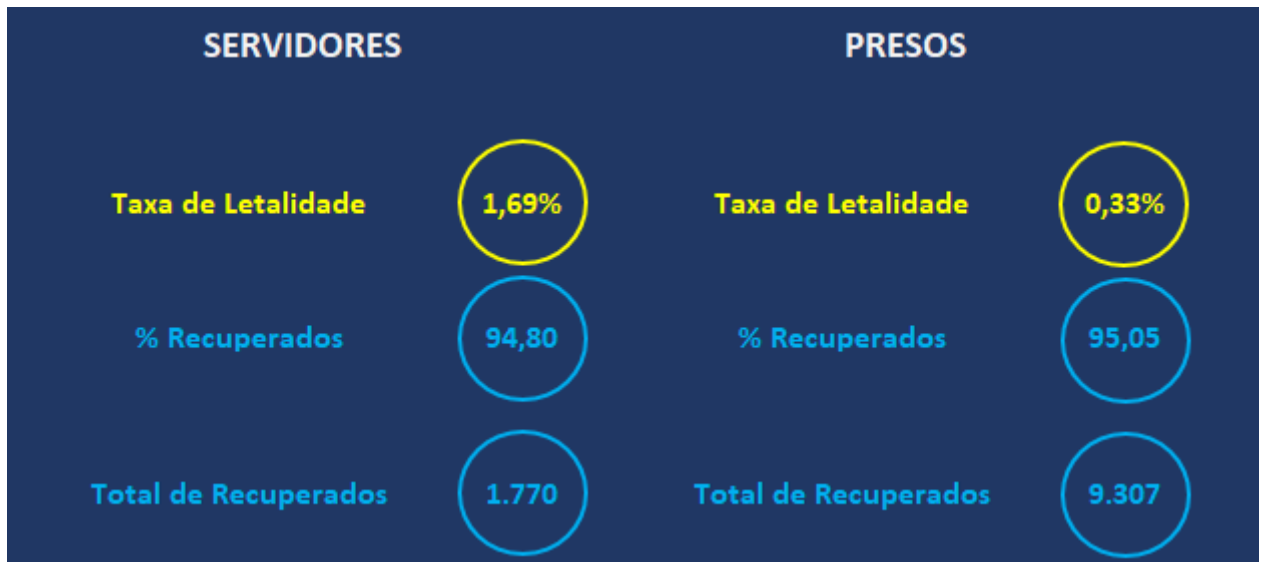 SERVIDORES
Taxa de Letalidade 1,69%
% Recuperados 94,80
Total de Recuperados 1.770
PRESOS
Taxa de Letalidade 0,33%
% Recuperados 95,05
Total de Recuperados 9.307